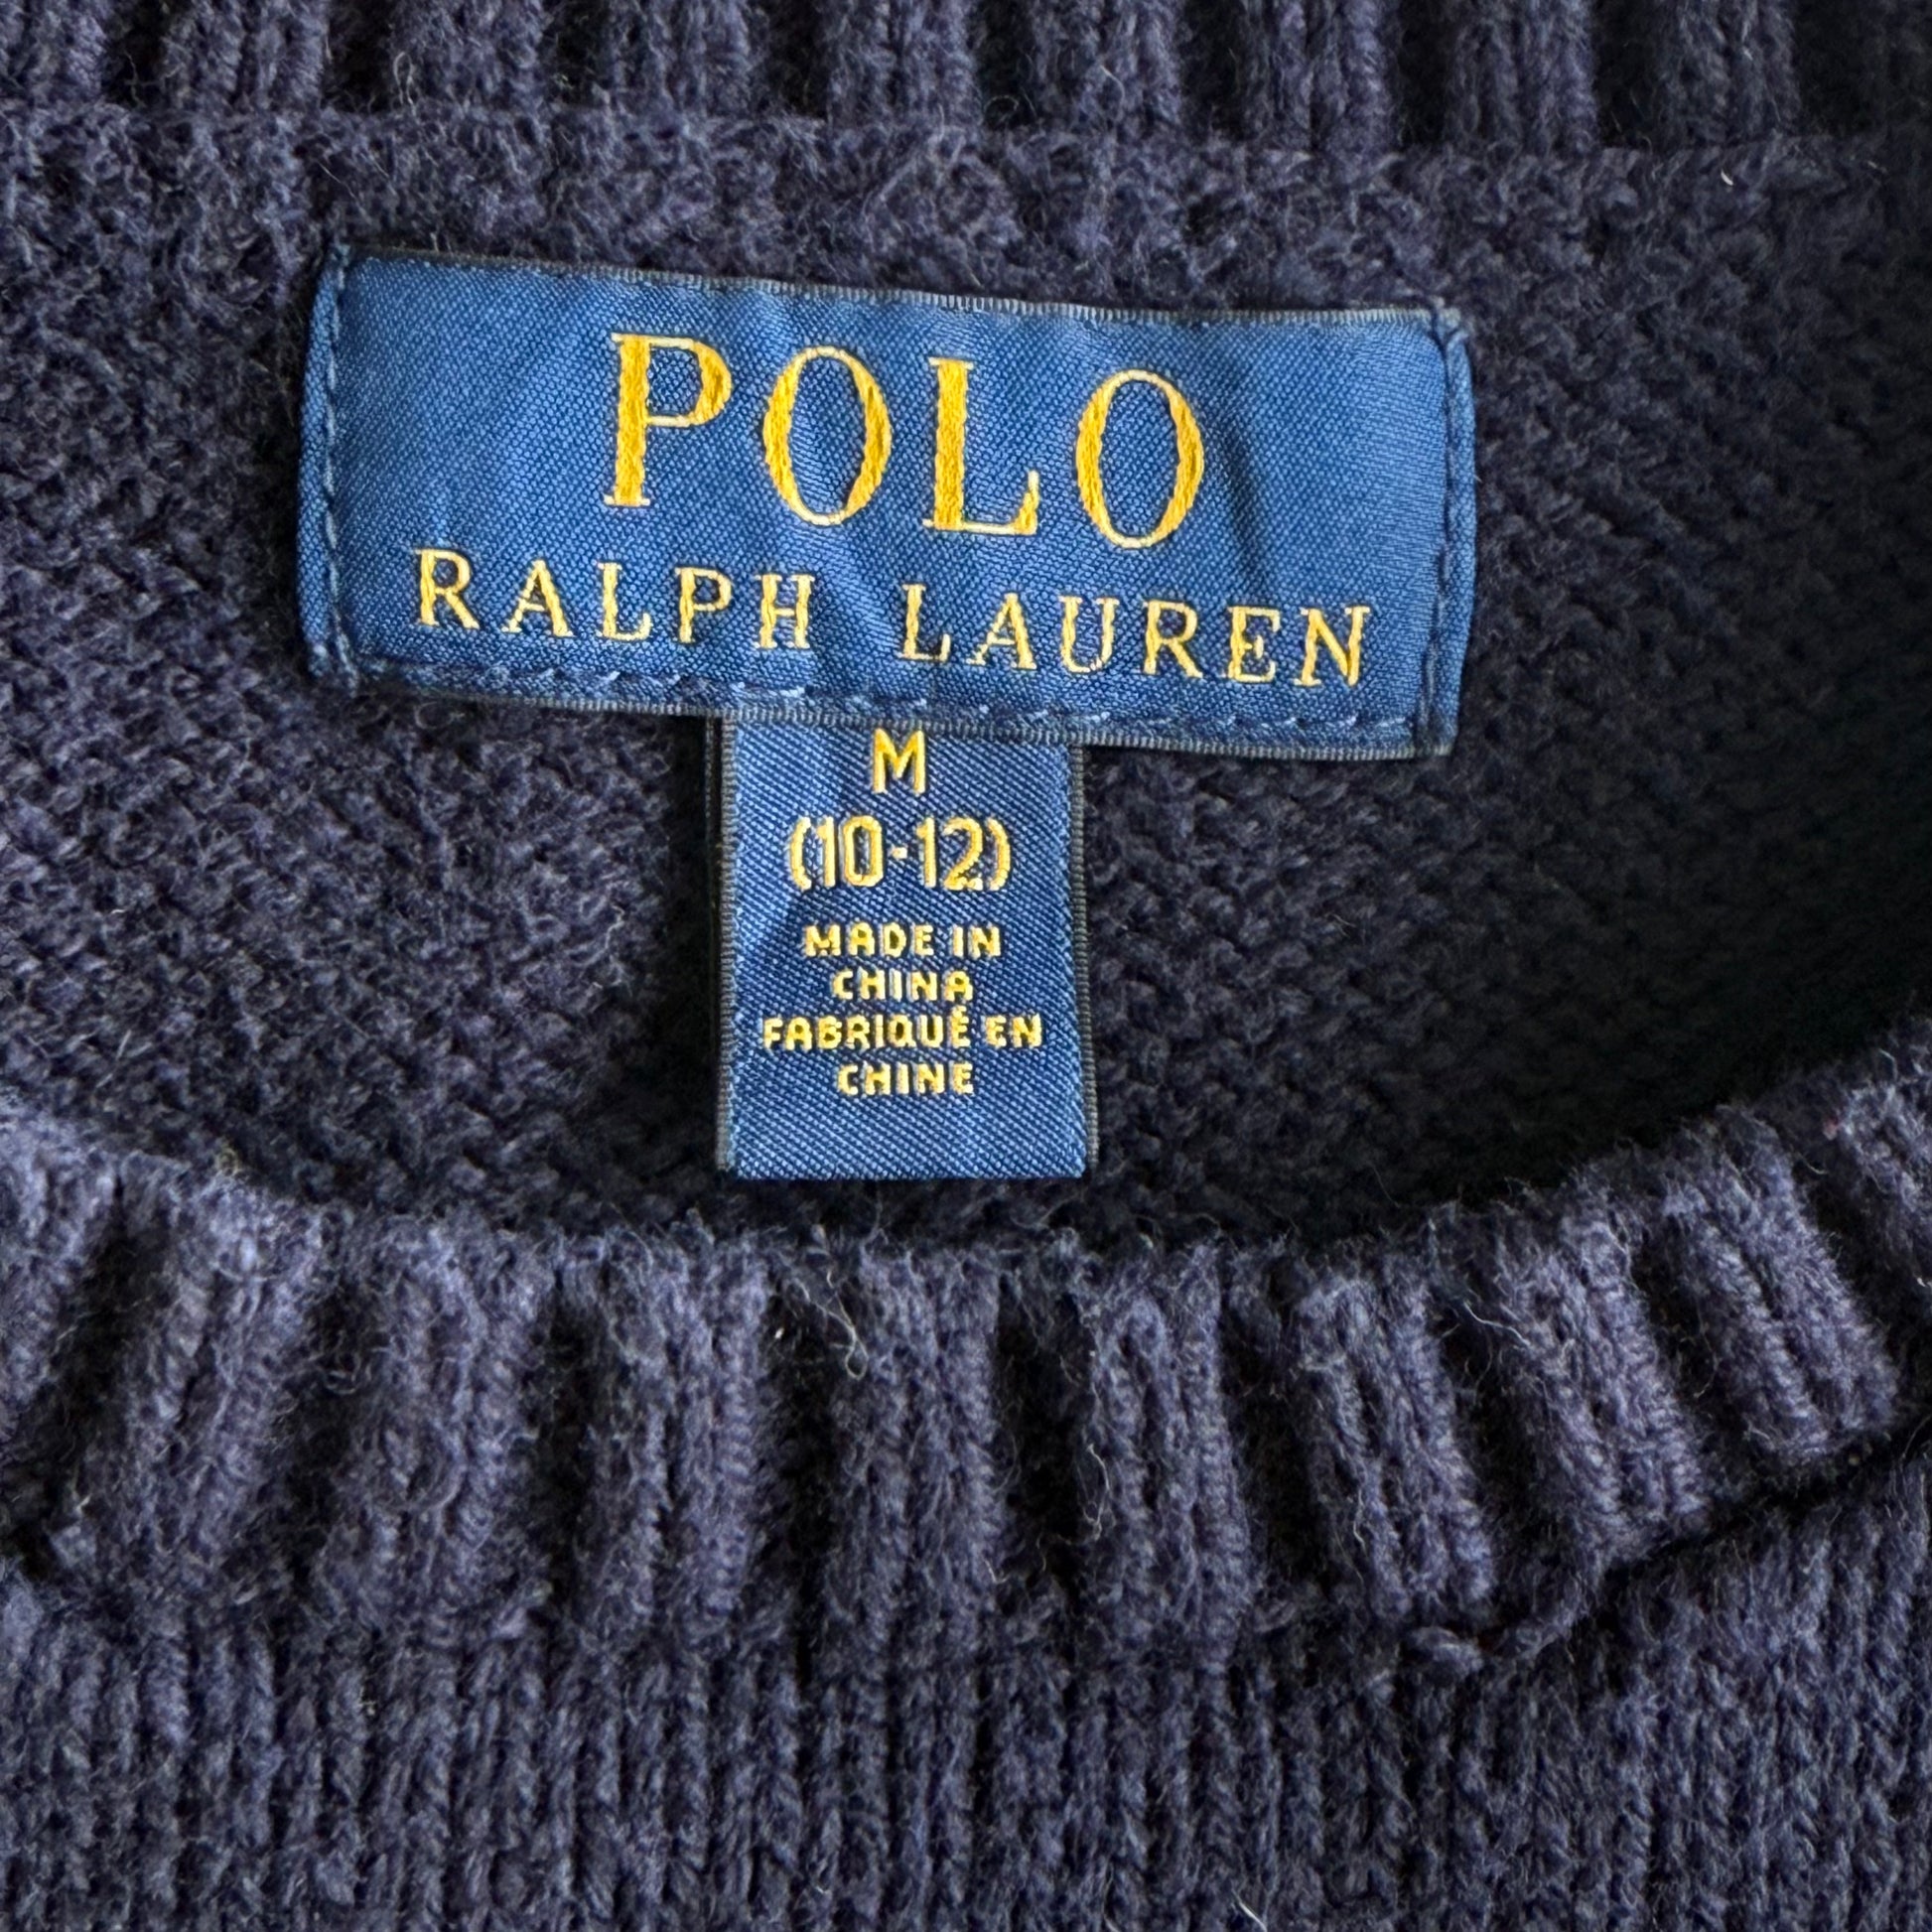 POLO
RALPH LAUREN
M
(10-12)
MADE IN
CHINA
FABRIQUÉ EN
CHINE